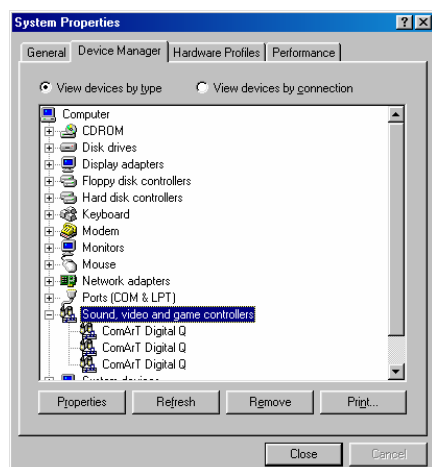 System Properties
General Device Manager Hardware Profiles Performance
View devices by type View devices by connection
Computer
CDROM
Disk drives
Display adapters
Floppy disk controllers
Hard disk controllers
Keyboard
Modem
Monitors
Mouse
Network adapters
Ports (COM & LPT)
Sound, video and game controllers
ComArT Digital Q
ComArT Digital Q
ComArT Digital Q
Properties Refresh Remove Print...
Close Cancel